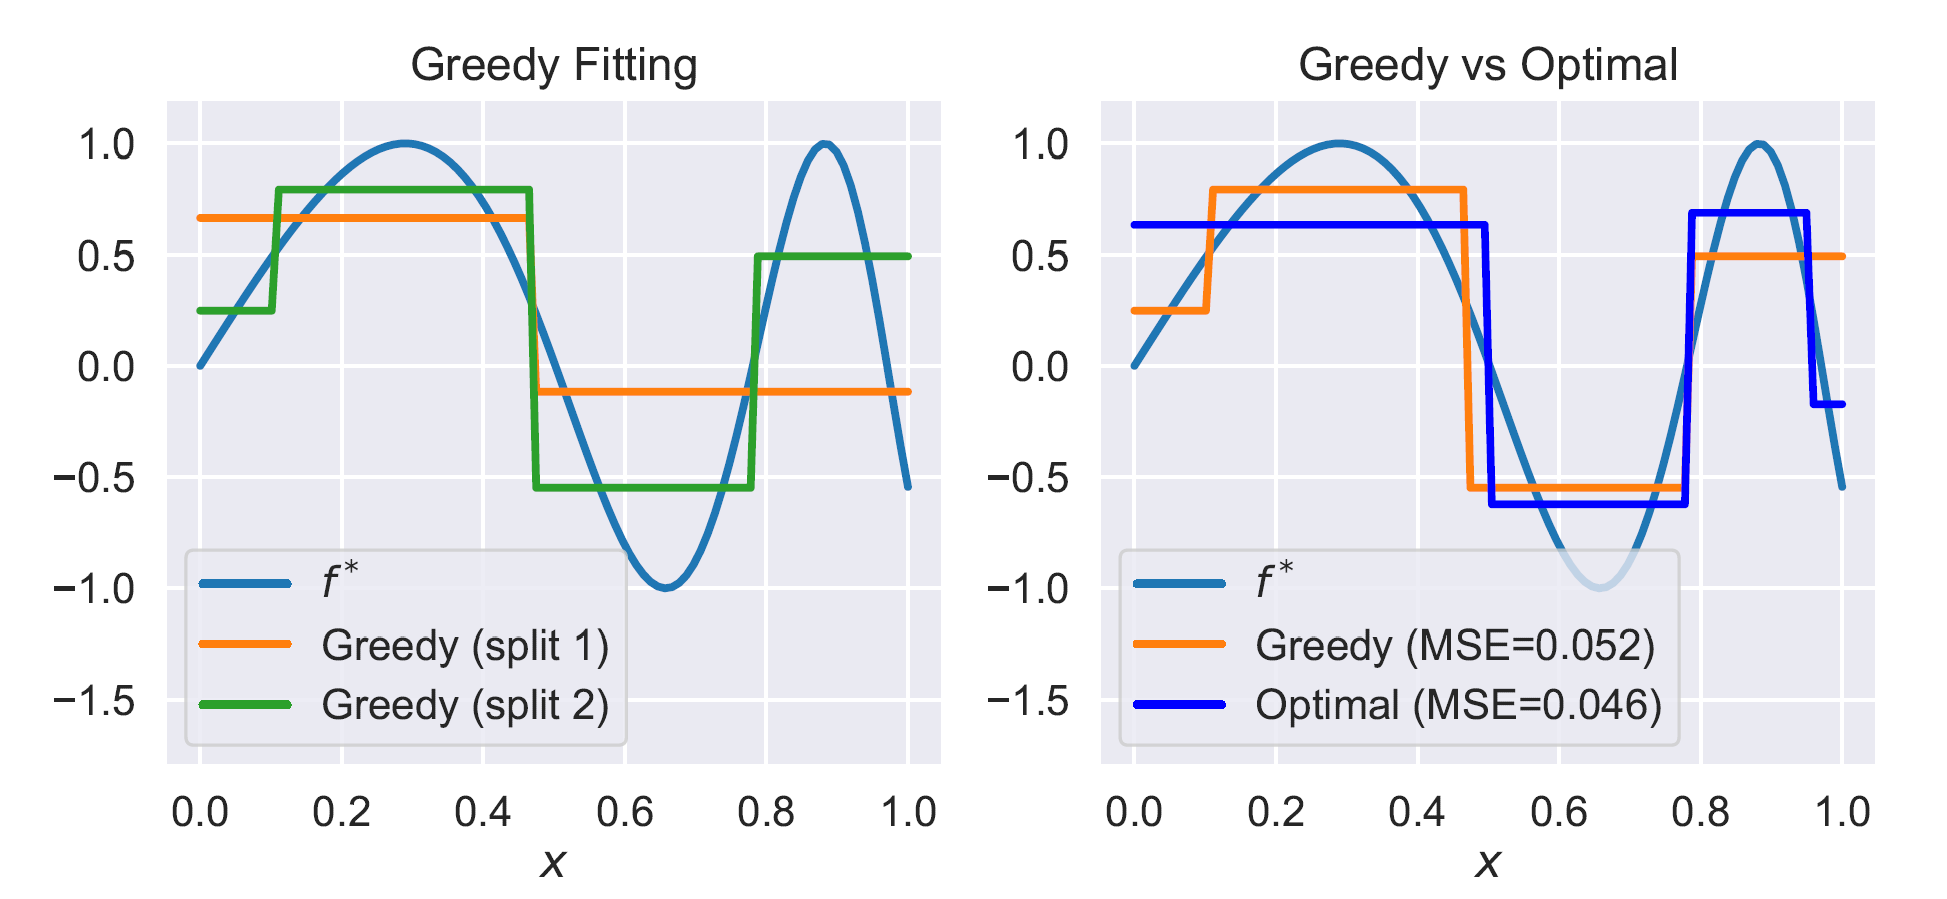 Greedy Fitting
1.0
0.5
0.0
−0.5
−1.0
−1.5
f*
Greedy (split 1)
Greedy (split 2)
0.0 0.2 0.4 0.6 0.8 1.0
x
Greedy vs Optimal
1.0
0.5
0.0
−0.5
−1.0
−1.5
f*
Greedy (MSE=0.052)
Optimal (MSE=0.046)
0.0 0.2 0.4 0.6 0.8 1.0
x